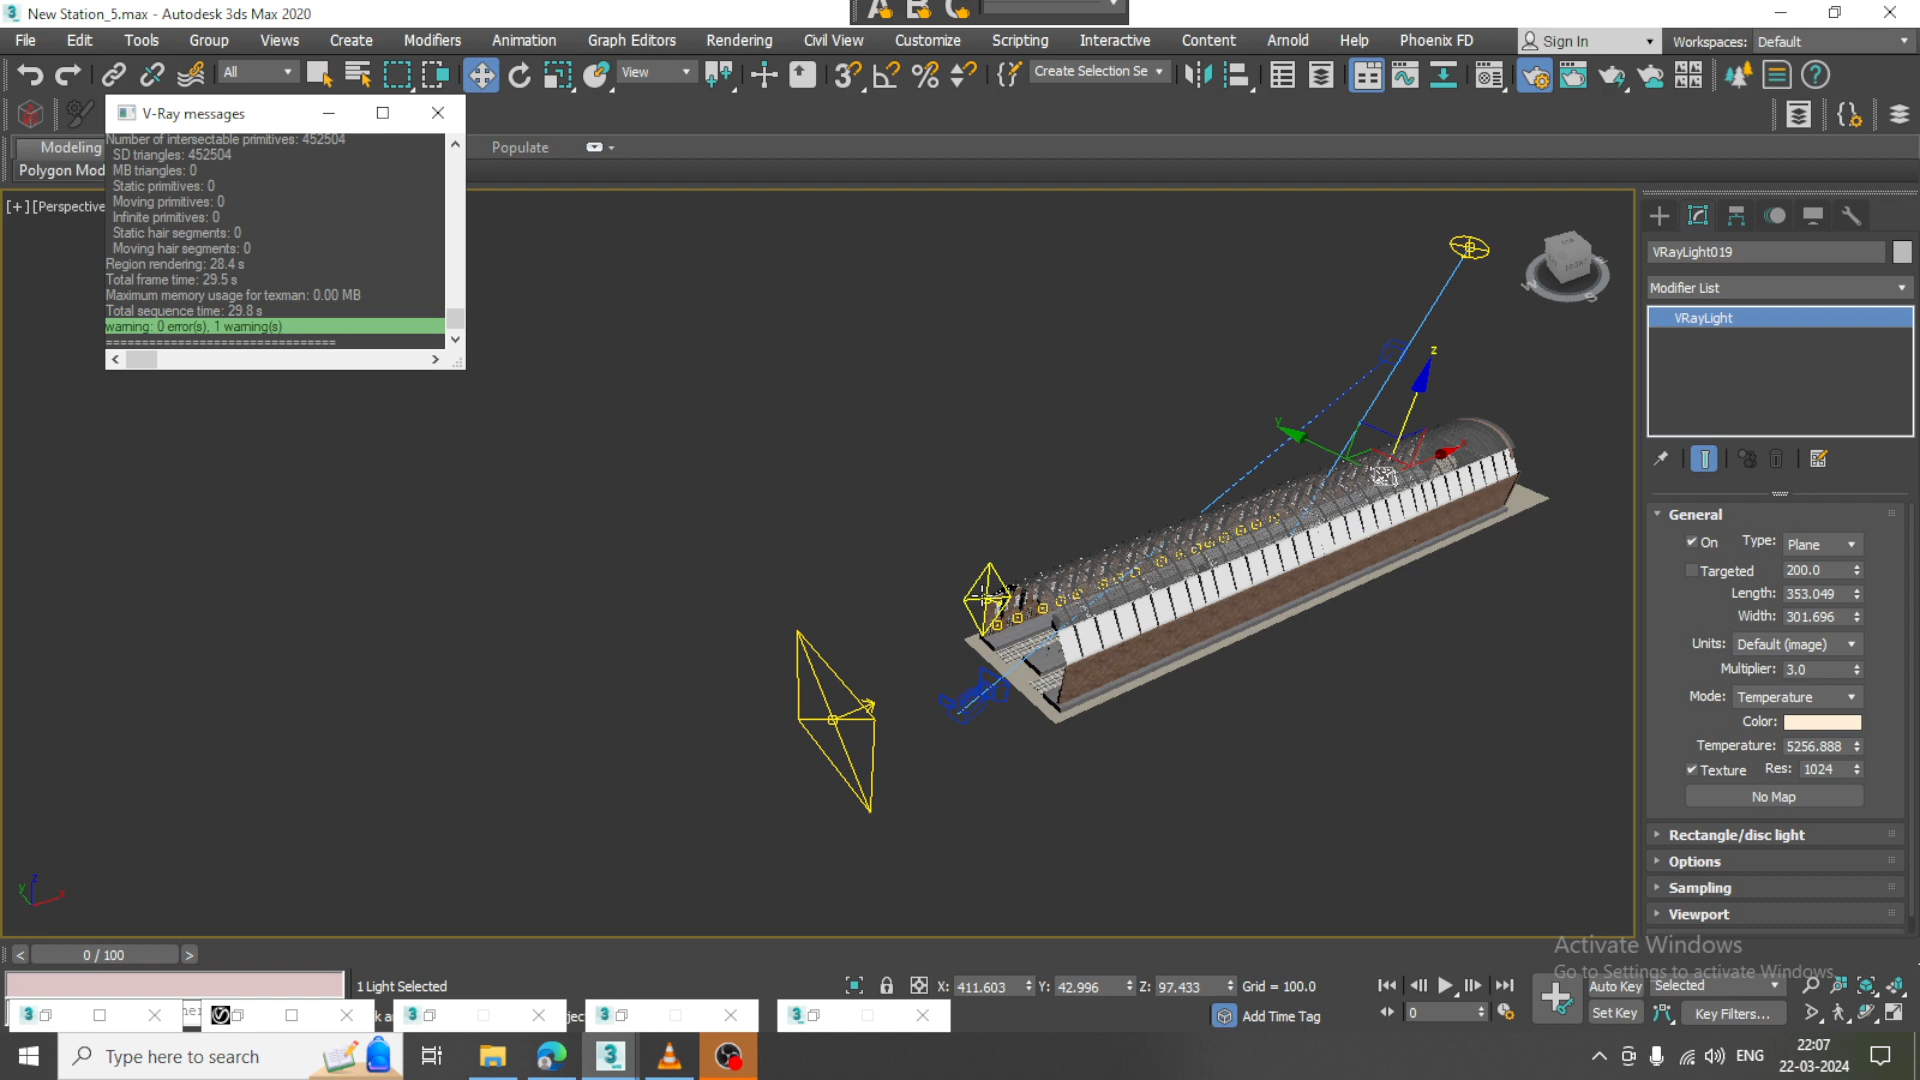 New Station_5.max - Autodesk 3ds Max 2020
File Edit Tools Group Views Create Modifiers Animation Graph Editors Rendering Civil View Customize Scripting Interactive Content Arnold Help Phoenix FD
Sign In
Workspaces: Default
All
View
Create Selection Se
V-Ray messages
Modeling
Populate
Polygon Mod
Number of intersectable primitives: 452504
SD triangles: 452504
MB triangles: 0
Static primitives: 0
Moving primitives: 0
Infinite primitives: 0
Static hair segments: 0
Moving hair segments: 0
Region rendering: 28.4 s
Total frame time: 29.5 s
Maximum memory usage for texman: 0.00 MB
Total sequence time: 29.8 s
warning: 0 error(s), 1 warning(s)
==============================
[+] [Perspective
z
y
x
FRONT
W
S
VRayLight019
Modifier List
VRayLight
General
On Type: Plane
Targeted 200.0
Length: 353.049
Width: 301.696
Units: Default (image)
Multiplier: 3.0
Mode: Temperature
Color:
Temperature: 5256.888
Texture Res: 1024
No Map
Rectangle/disc light
Options
Sampling
Viewport
Activate Windows
Go to Settings to activate Windows.
z
y
x
< 0 / 100 >
1 Light Selected
X: 411.603 Y: 42.996 Z: 97.433 Grid = 100.0
Auto Key Selected
Add Time Tag
0
Set Key Key Filters...
Type here to search
ENG
22:07
22-03-2024